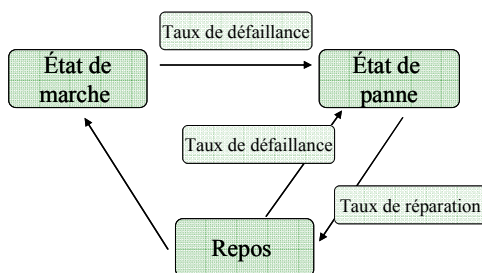 Taux de défaillance
État de
marche
État de
panne
Taux de défaillance
Taux de réparation
Repos